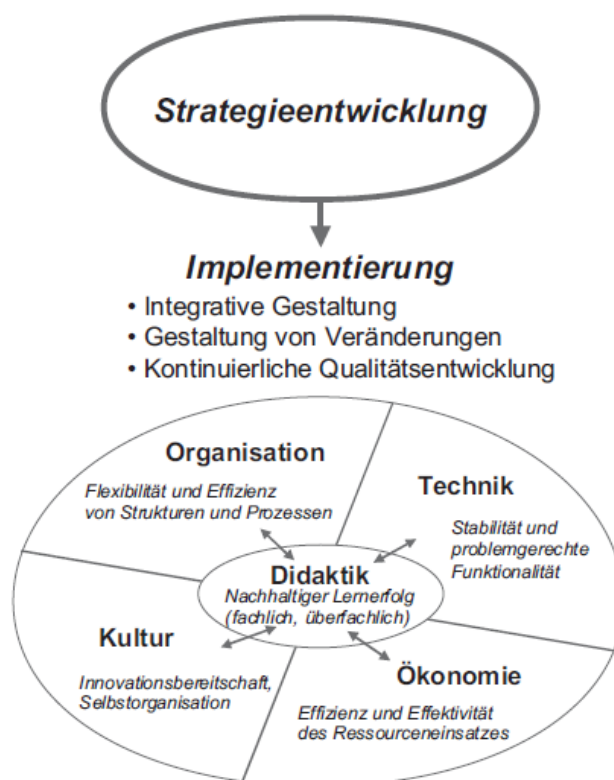 Strategieentwicklung
Implementierung
• Integrative Gestaltung
• Gestaltung von Veränderungen
• Kontinuierliche Qualitätsentwicklung
Organisation
Flexibilität und Effizienz
von Strukturen und Prozessen
Technik
Stabilität und
problemgerechte
Funktionalität
Didaktik
Nachhaltiger Lernerfolg
(fachlich, überfachlich)
Kultur
Innovationsbereitschaft,
Selbstorganisation
Ökonomie
Effizienz und Effektivität
des Ressourceneinsatzes